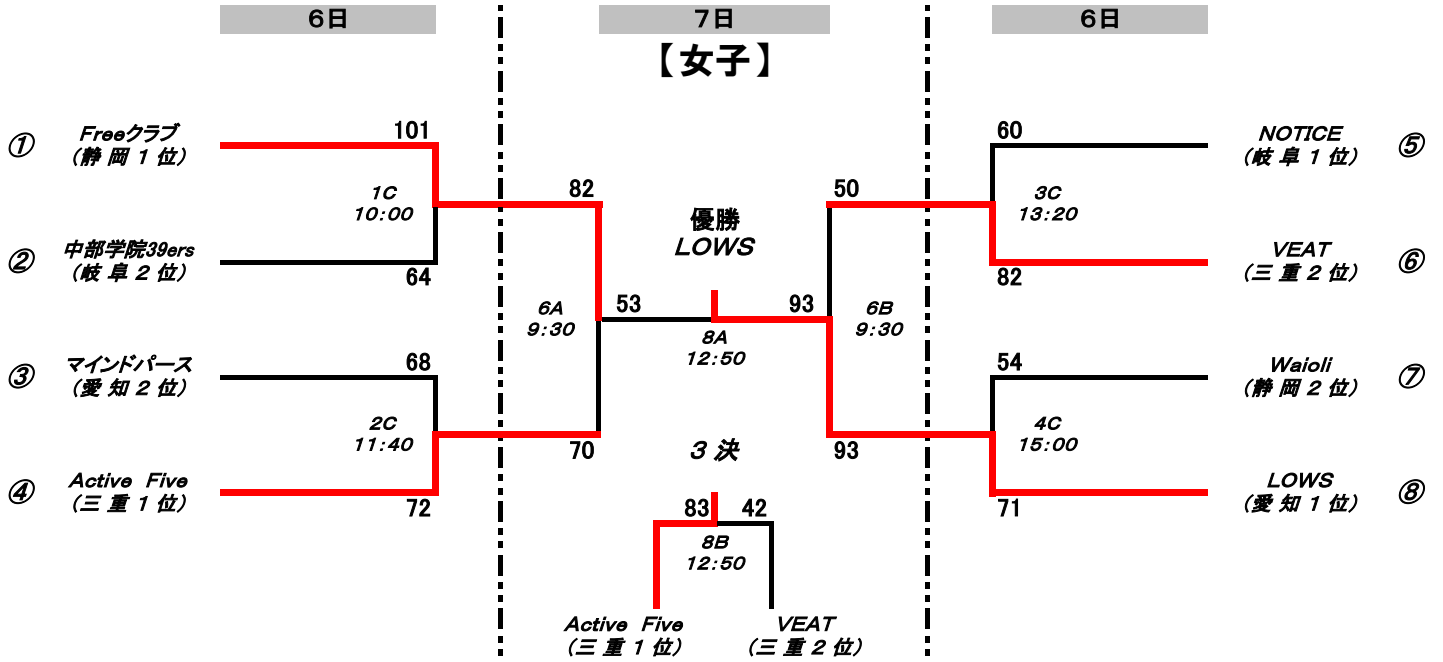 6日
7日
6日
【女子】
① Freeクラブ
（静 岡 1 位）
101
1C
10:00
② 中部学院39ers
（岐 阜 2 位）
64
③ マインドパース
（愛 知 2 位）
68
2C
11:40
④ Active Five
（三 重 1 位）
72
82
6A
9:30
70
優勝
LOWS
53
93
8A
12:50
3 決
83
42
8B
12:50
Active Five
（三 重 1 位）
VEAT
（三 重 2 位）
50
6B
9:30
93
60
NOTICE ⑤
（岐 阜 1 位）
3C
13:20
82
VEAT ⑥
（三 重 2 位）
54
Waioli ⑦
（静 岡 2 位）
4C
15:00
71
LOWS ⑧
（愛 知 1 位）